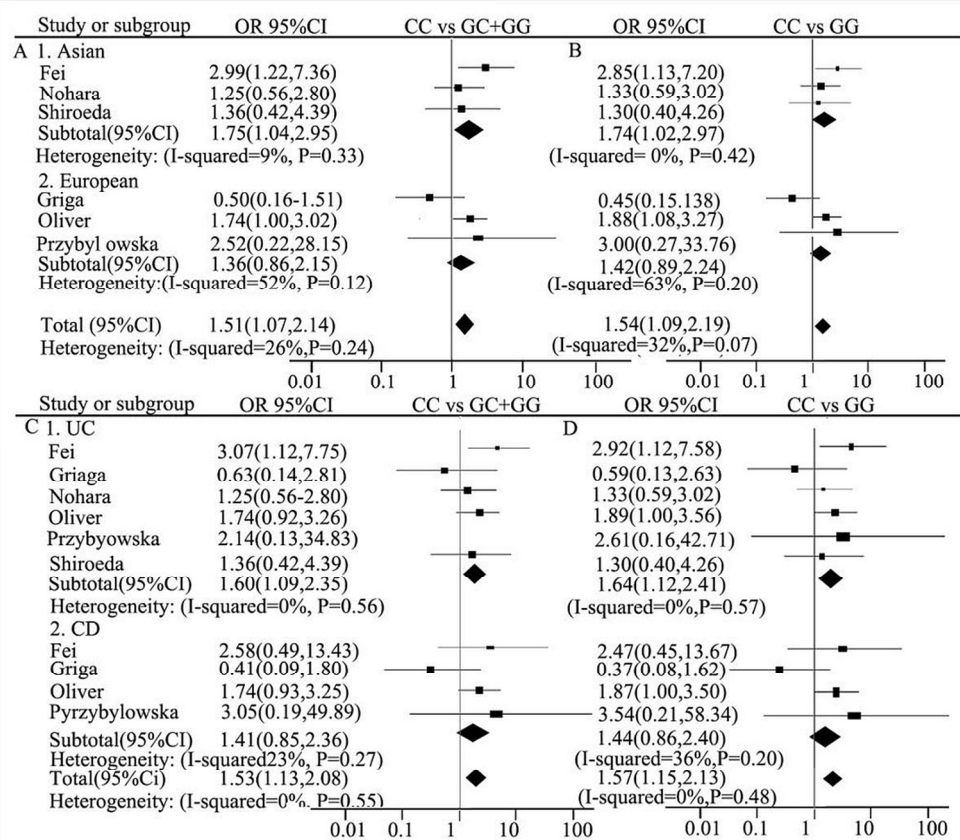 Study or subgroup OR 95%CI CC vs GC+GG OR 95%CI CC vs GG
A 1. Asian B
Fei 2.99(1.22,7.36) 2.85(1.13,7.20)
Nohara 1.25(0.56,2.80) 1.33(0.59,3.02)
Shiroeda 1.36(0.42,4.39) 1.30(0.40,4.26)
Subtotal(95%CI) 1.75(1.04,2.95) 1.74(1.02,2.97)
Heterogeneity: (I-squared=9%, P=0.33) (I-squared= 0%, P=0.42)
2. European
Griga 0.50(0.16-1.51) 0.45(0.15.138)
Oliver 1.74(1.00,3.02) 1.88(1.08,3.27)
Przybyl owska 2.52(0.22,28.15) 3.00(0.27,33.76)
Subtotal(95%CI) 1.36(0.86,2.15) 1.42(0.89,2.24)
Heterogeneity:(I-squared=52%, P=0.12) (I-squared=63%, P=0.20)
Total (95%CI) 1.51(1.07,2.14) 1.54(1.09,2.19)
Heterogeneity: (I-squared=26%,P=0.24) (I-squared=32%,P=0.07)
0.01 0.1 1 10 100 0.01 0.1 1 10 100
Study or subgroup OR 95%CI CC vs GC+GG OR 95%CI CC vs GG
C 1. UC D
Fei 3.07(1.12,7.75) 2.92(1.12,7.58)
Griaga 0.63(0.14,2.81) 0.59(0.13,2.63)
Nohara 1.25(0.56-2.80) 1.33(0.59,3.02)
Oliver 1.74(0.92,3.26) 1.89(1.00,3.56)
Przybyowska 2.14(0.13,34.83) 2.61(0.16,42.71)
Shiroeda 1.36(0.42,4.39) 1.30(0.40,4.26)
Subtotal(95%CI) 1.60(1.09,2.35) 1.64(1.12,2.41)
Heterogeneity: (I-squared=0%, P=0.56) (I-squared=0%,P=0.57)
2. CD
Fei 2.58(0.49,13.43) 2.47(0.45,13.67)
Griga 0.41(0.09,1.80) 0.37(0.08,1.62)
Oliver 1.74(0.93,3.25) 1.87(1.00,3.50)
Pyrzybylowska 3.05(0.19,49.89) 3.54(0.21,58.34)
Subtotal(95%CI) 1.41(0.85,2.36) 1.44(0.86,2.40)
Heterogeneity: (I-squared23%, P=0.27) (I-squared=36%,P=0.20)
Total(95%Ci) 1.53(1.13,2.08) 1.57(1.15,2.13)
Heterogeneity: (I-squared=0%. P=0.55) (I-squared=0%,P=0.48)
0.01 0.1 1 10 100 0.01 0.1 1 10 100